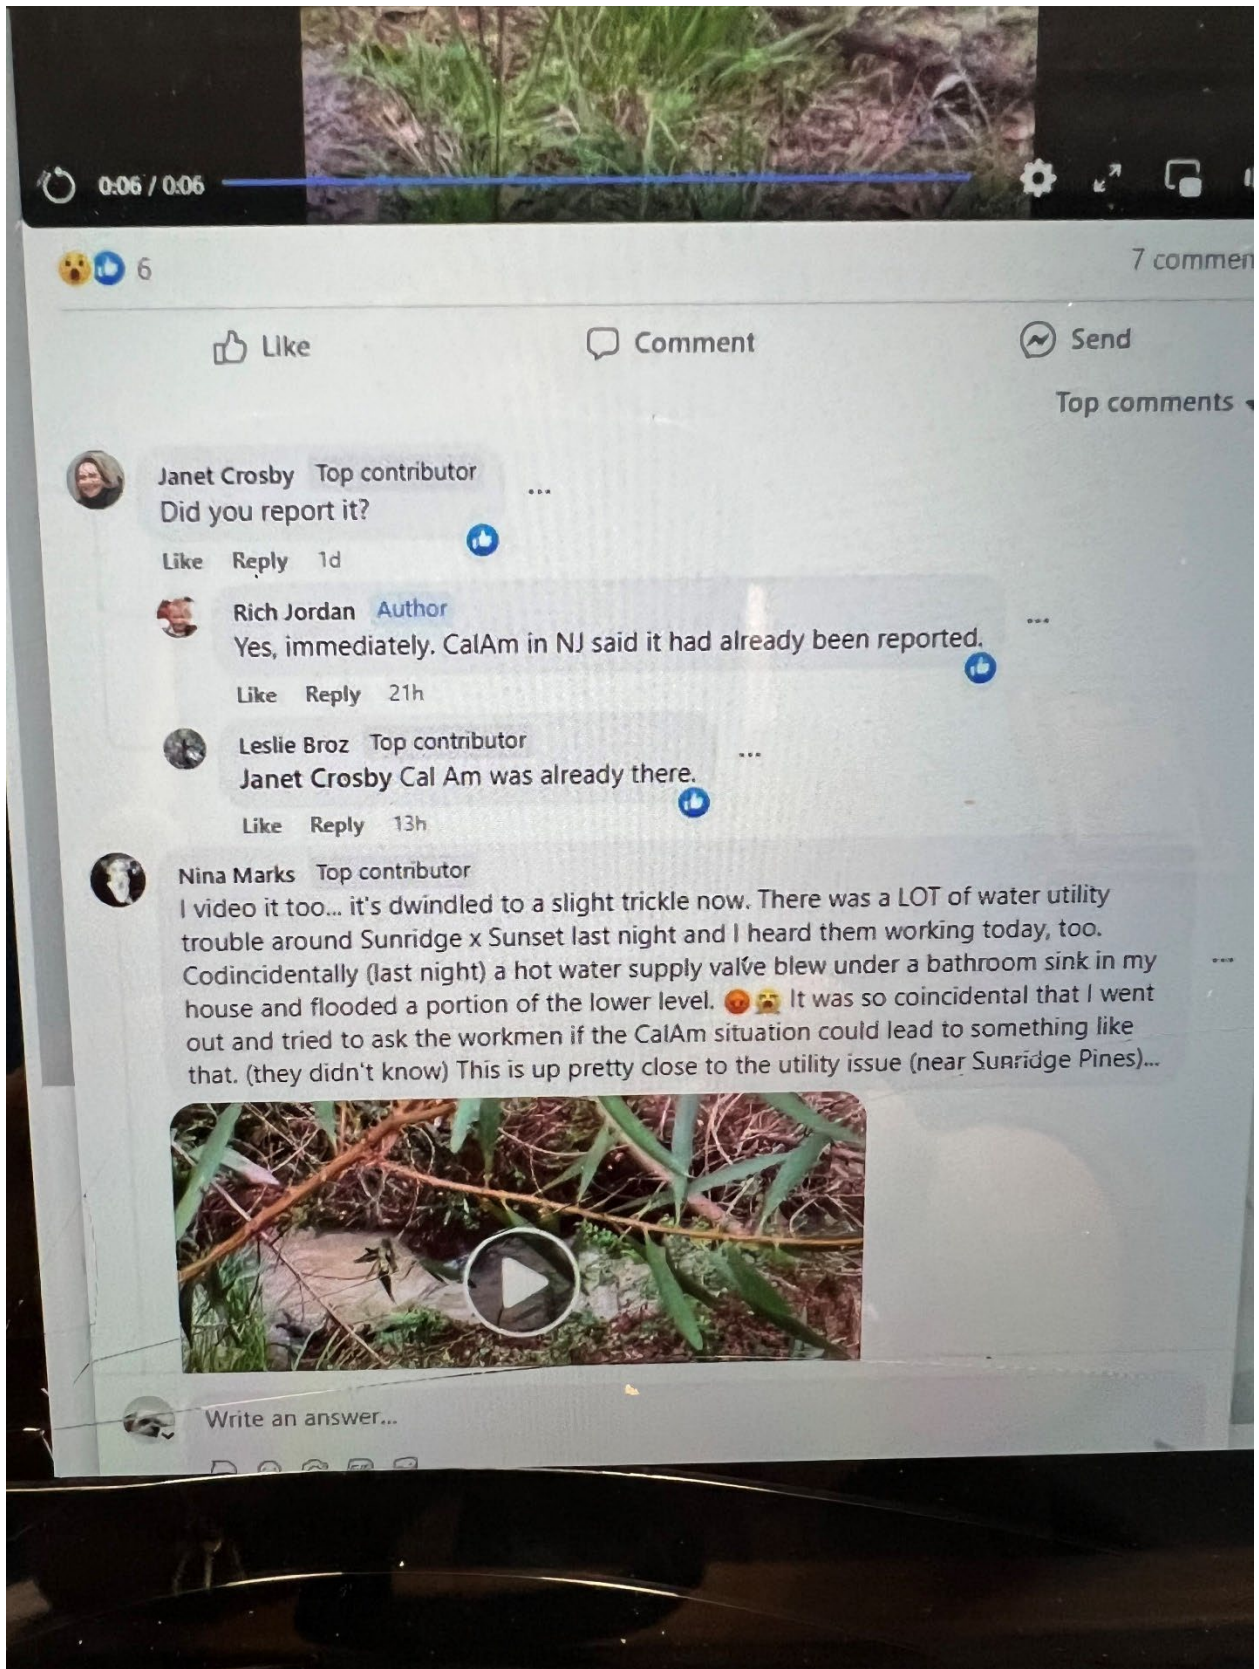 0:06 / 0:06
6
7 commen
Like
Comment
Send
Top comments
Janet Crosby Top contributor
Did you report it?
Like Reply 1d
Rich Jordan Author
Yes, immediately. CalAm in NJ said it had already been reported.
Like Reply 21h
Leslie Broz Top contributor
Janet Crosby Cal Am was already there.
Like Reply 13h
Nina Marks Top contributor
I video it too... it's dwindled to a slight trickle now. There was a LOT of water utility
trouble around Sunridge x Sunset last night and I heard them working today, too.
Codincidentally (last night) a hot water supply valve blew under a bathroom sink in my
house and flooded a portion of the lower level. 😡😭 It was so coincidental that I went
out and tried to ask the workmen if the CalAm situation could lead to something like
that. (they didn't know) This is up pretty close to the utility issue (near Sunridge Pines)...
Write an answer...